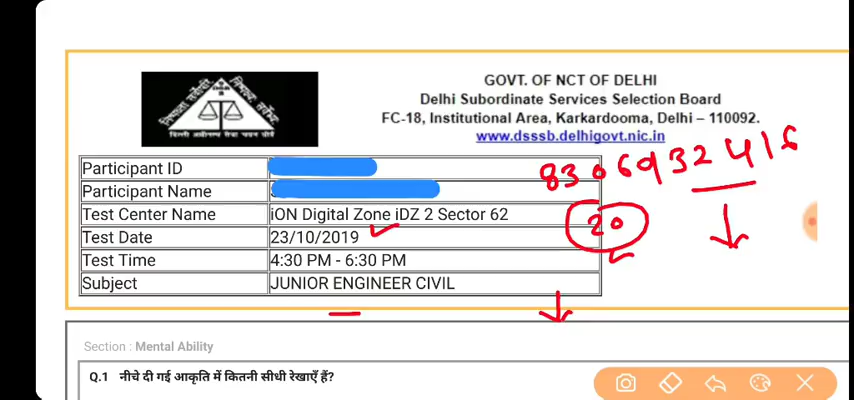 GOVT. OF NCT OF DELHI
Delhi Subordinate Services Selection Board
FC-18, Institutional Area, Karkardooma, Delhi – 110092.
www.dsssb.delhigovt.nic.in
8306932416
Participant ID
Participant Name
Test Center Name iON Digital Zone iDZ 2 Sector 62
20
Test Date 23/10/2019
Test Time 4:30 PM - 6:30 PM
Subject JUNIOR ENGINEER CIVIL
Section : Mental Ability
Q.1 नीचे दी गई आकृति में कितनी सीधी रेखाएँ हैं?